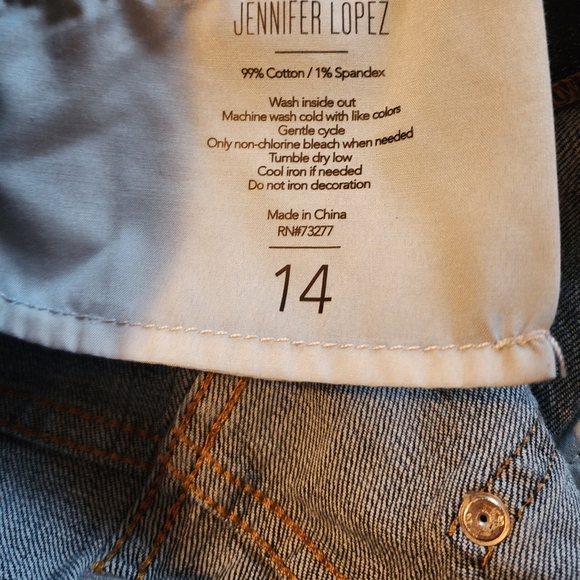 JENNIFER LOPEZ
99% Cotton / 1% Spandex
Wash inside out
Machine wash cold with like colors
Gentle cycle
Only non-chlorine bleach when needed
Tumble dry low
Cool iron if needed
Do not iron decoration
Made in China
RN#73277
14